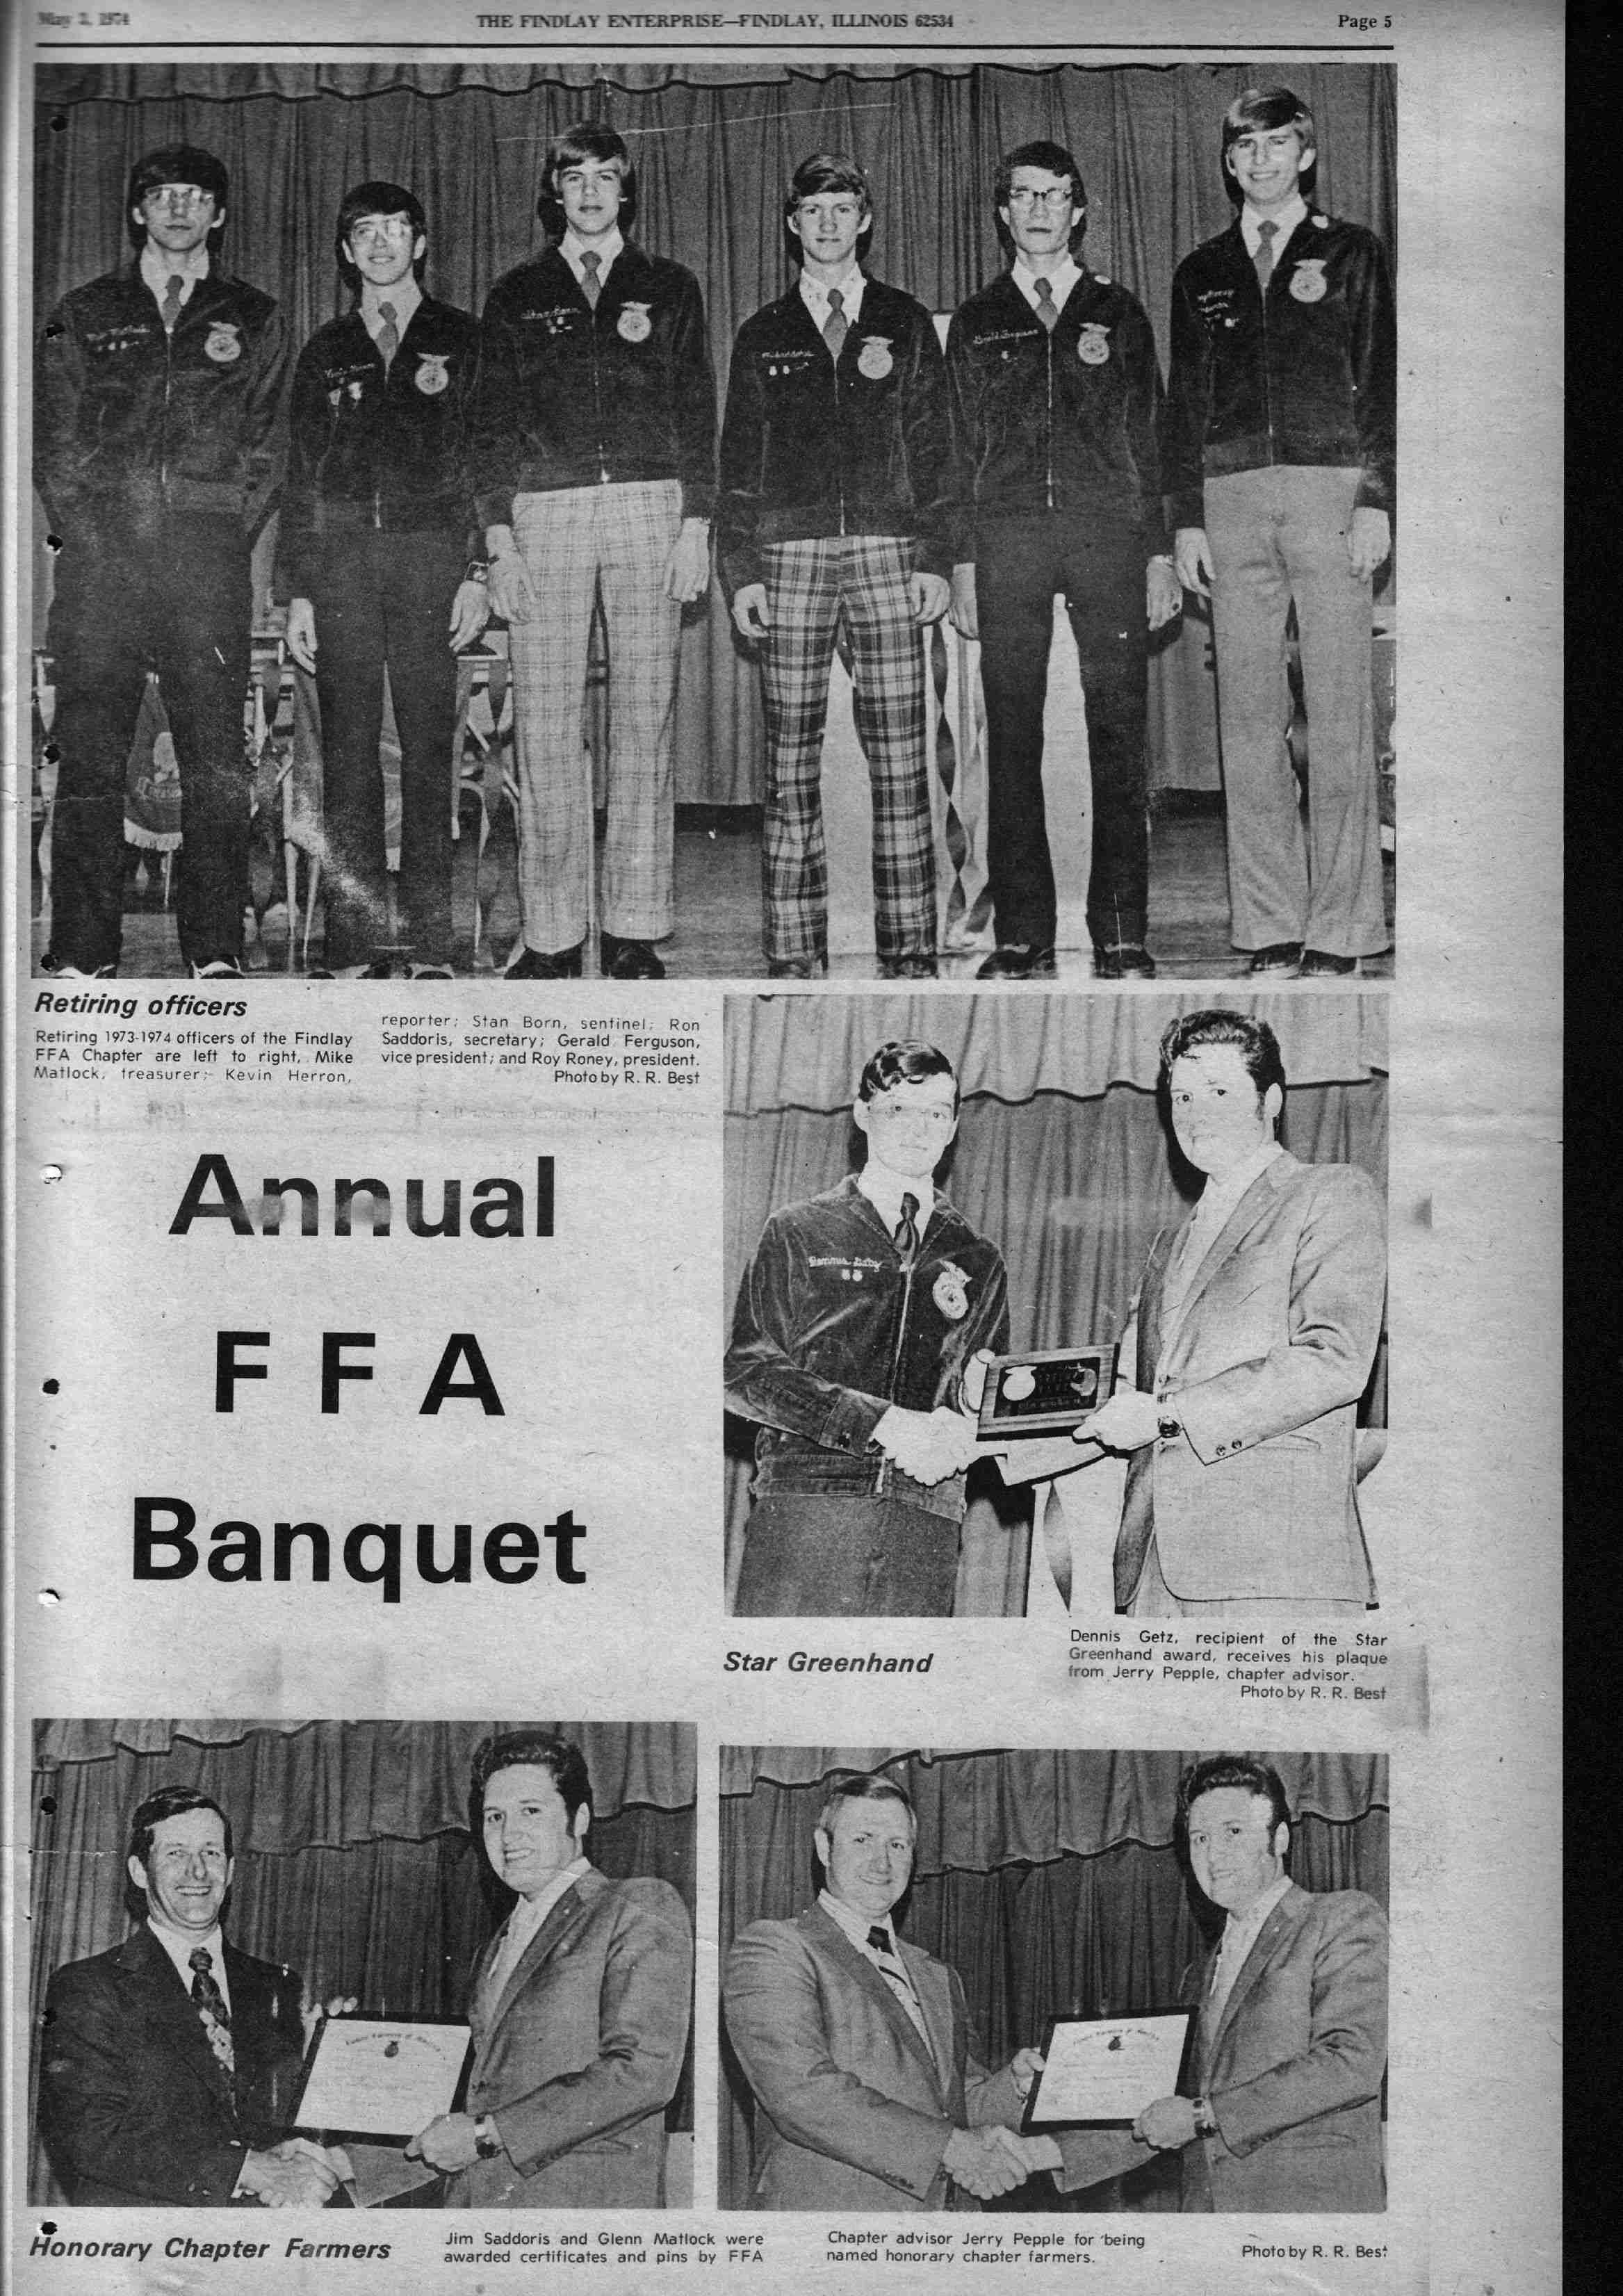 May 3, 1974
THE FINDLAY ENTERPRISE—FINDLAY, ILLINOIS 62534
Page 5
Retiring officers
Retiring 1973-1974 officers of the Findlay
FFA Chapter are left to right, Mike
Matlock, treasurer; Kevin Herron,
reporter; Stan Born, sentinel; Ron
Saddoris, secretary; Gerald Ferguson,
vice president; and Roy Roney, president.
Photo by R. R. Best
Annual
F F A
Banquet
Star Greenhand
Dennis Getz, recipient of the Star
Greenhand award, receives his plaque
from Jerry Pepple, chapter advisor.
Photo by R. R. Best
Honorary Chapter Farmers
Jim Saddoris and Glenn Matlock were
awarded certificates and pins by FFA
Chapter advisor Jerry Pepple for being
named honorary chapter farmers.
Photo by R. R. Best